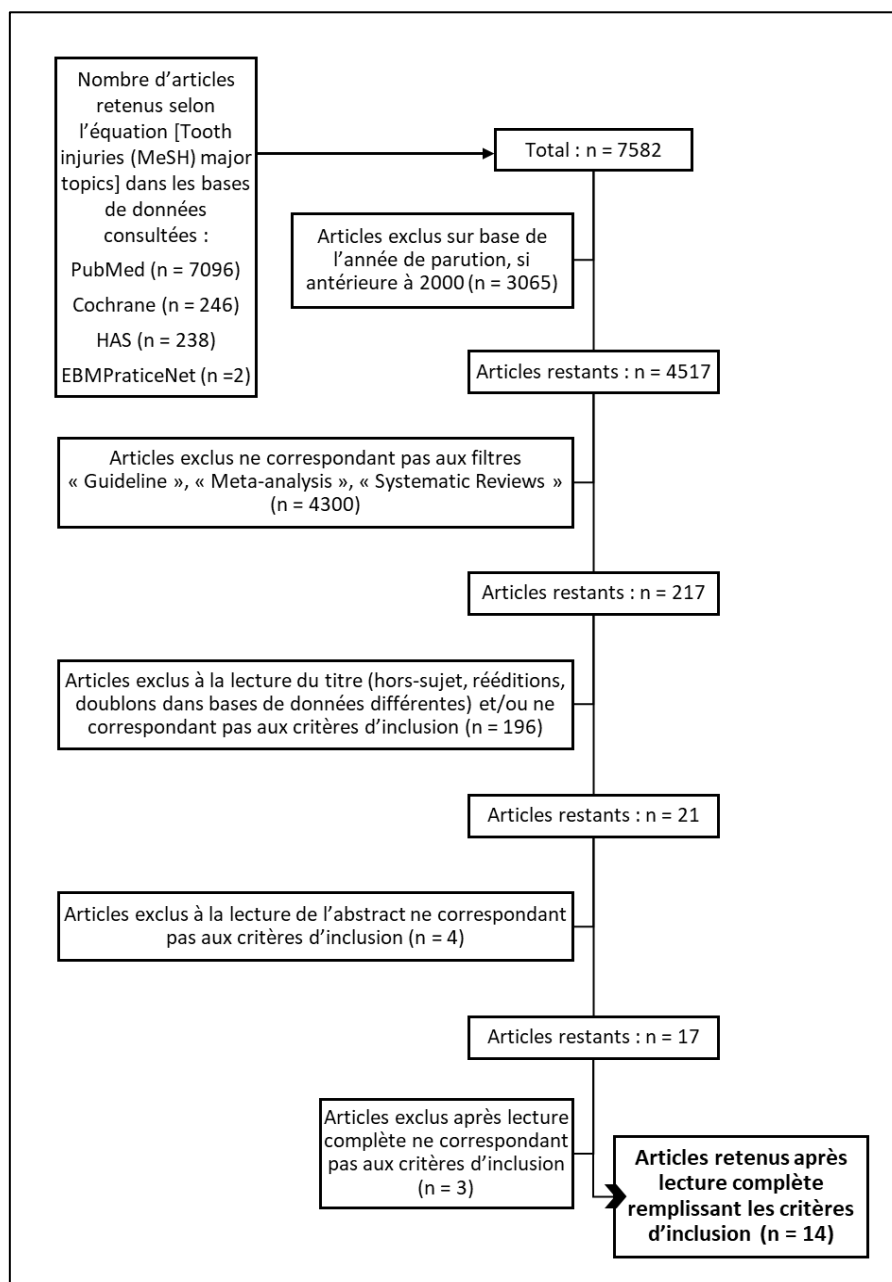 Nombre d’articles
retenus selon
l’équation [Tooth
injuries (MeSH) major
topics] dans les bases
de données
consultées :
PubMed (n = 7096)
Cochrane (n = 246)
HAS (n = 238)
EBMPraticeNet (n =2)
Total : n = 7582
Articles exclus sur base de
l’année de parution, si
antérieure à 2000 (n = 3065)
Articles restants : n = 4517
Articles exclus ne correspondant pas aux filtres
« Guideline », « Meta-analysis », « Systematic Reviews »
(n = 4300)
Articles restants : n = 217
Articles exclus à la lecture du titre (hors-sujet, rééditions,
doublons dans bases de données différentes) et/ou ne
correspondant pas aux critères d’inclusion (n = 196)
Articles restants : n = 21
Articles exclus à la lecture de l’abstract ne correspondant
pas aux critères d’inclusion (n = 4)
Articles restants : n = 17
Articles exclus après lecture
complète ne correspondant
pas aux critères d’inclusion
(n = 3)
Articles retenus après
lecture complète
remplissant les critères
d’inclusion (n = 14)